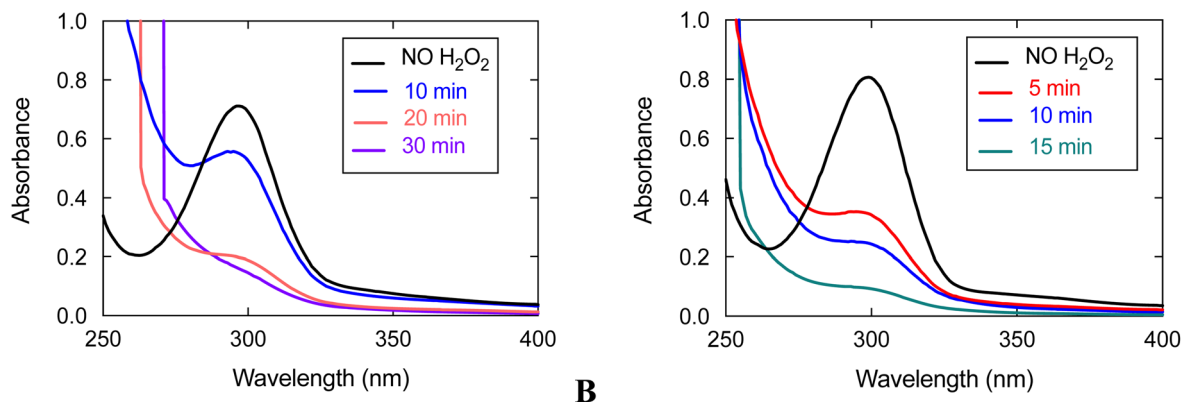 1.0
0.8
0.6
0.4
0.2
0.0
Absorbance
250
300
350
400
Wavelength (nm)
NO H₂O₂
10 min
20 min
30 min
B
1.0
0.8
0.6
0.4
0.2
0.0
Absorbance
250
300
350
400
Wavelength (nm)
NO H₂O₂
5 min
10 min
15 min